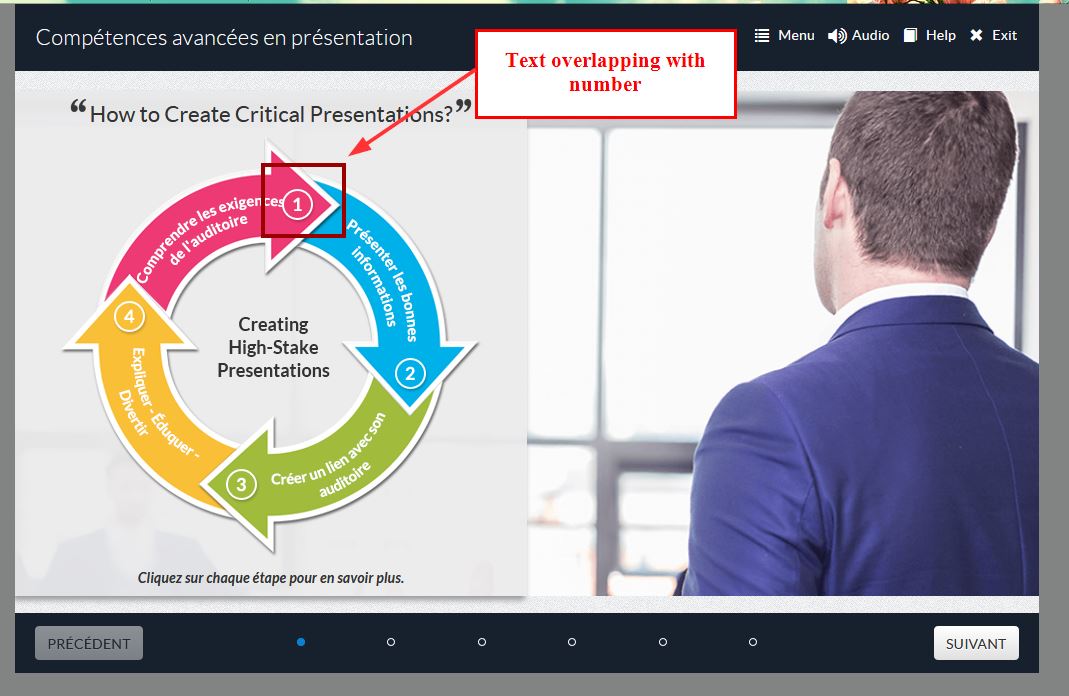 Compétences avancées en présentation
Menu
Audio
Help
Exit
Text overlapping with
number
“How to Create Critical Presentations?”
Comprendre les exigences
de l'auditoire
1
Présenter les bonnes
informations
2
Créer un lien avec son
auditoire
3
Expliquer - Éduquer -
Divertir
4
Creating
High-Stake
Presentations
Cliquez sur chaque étape pour en savoir plus.
PRÉCÉDENT
SUIVANT